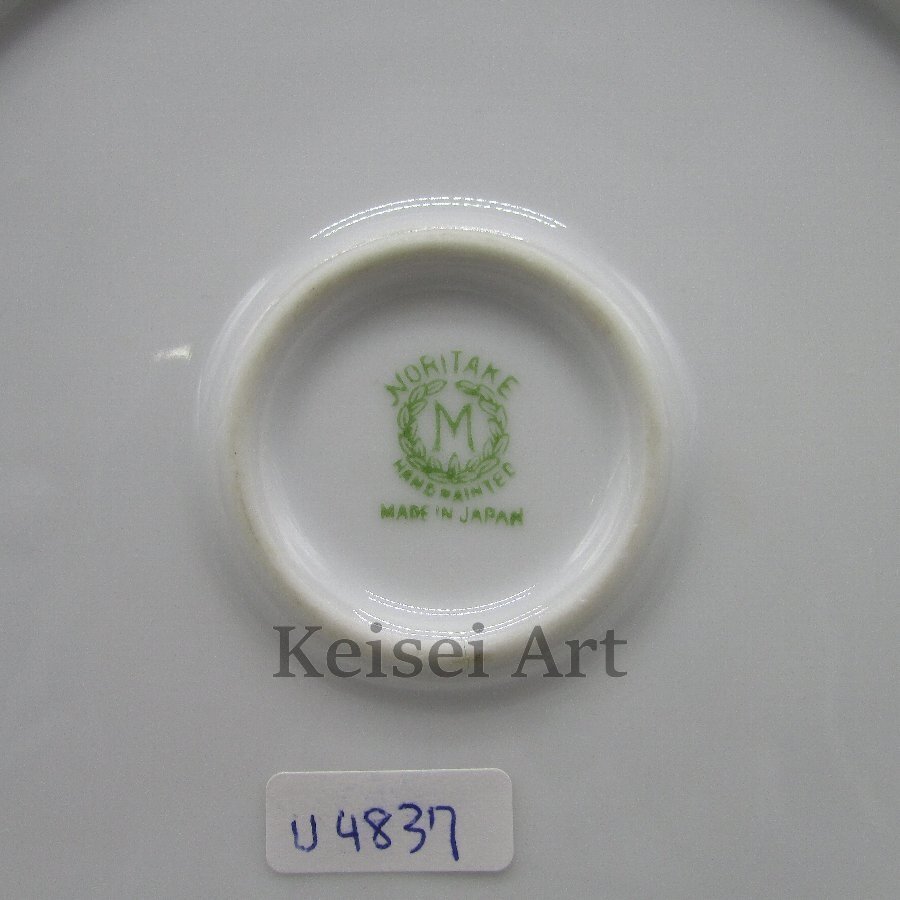 NORITAKE
M
HAND PAINTED
MADE IN JAPAN
Keisei Art
U 4837